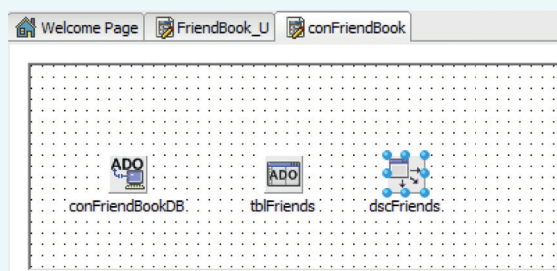 Welcome Page FriendBook_U conFriendBook
ADO ADO
conFriendBookDB tblFriends dscFriends